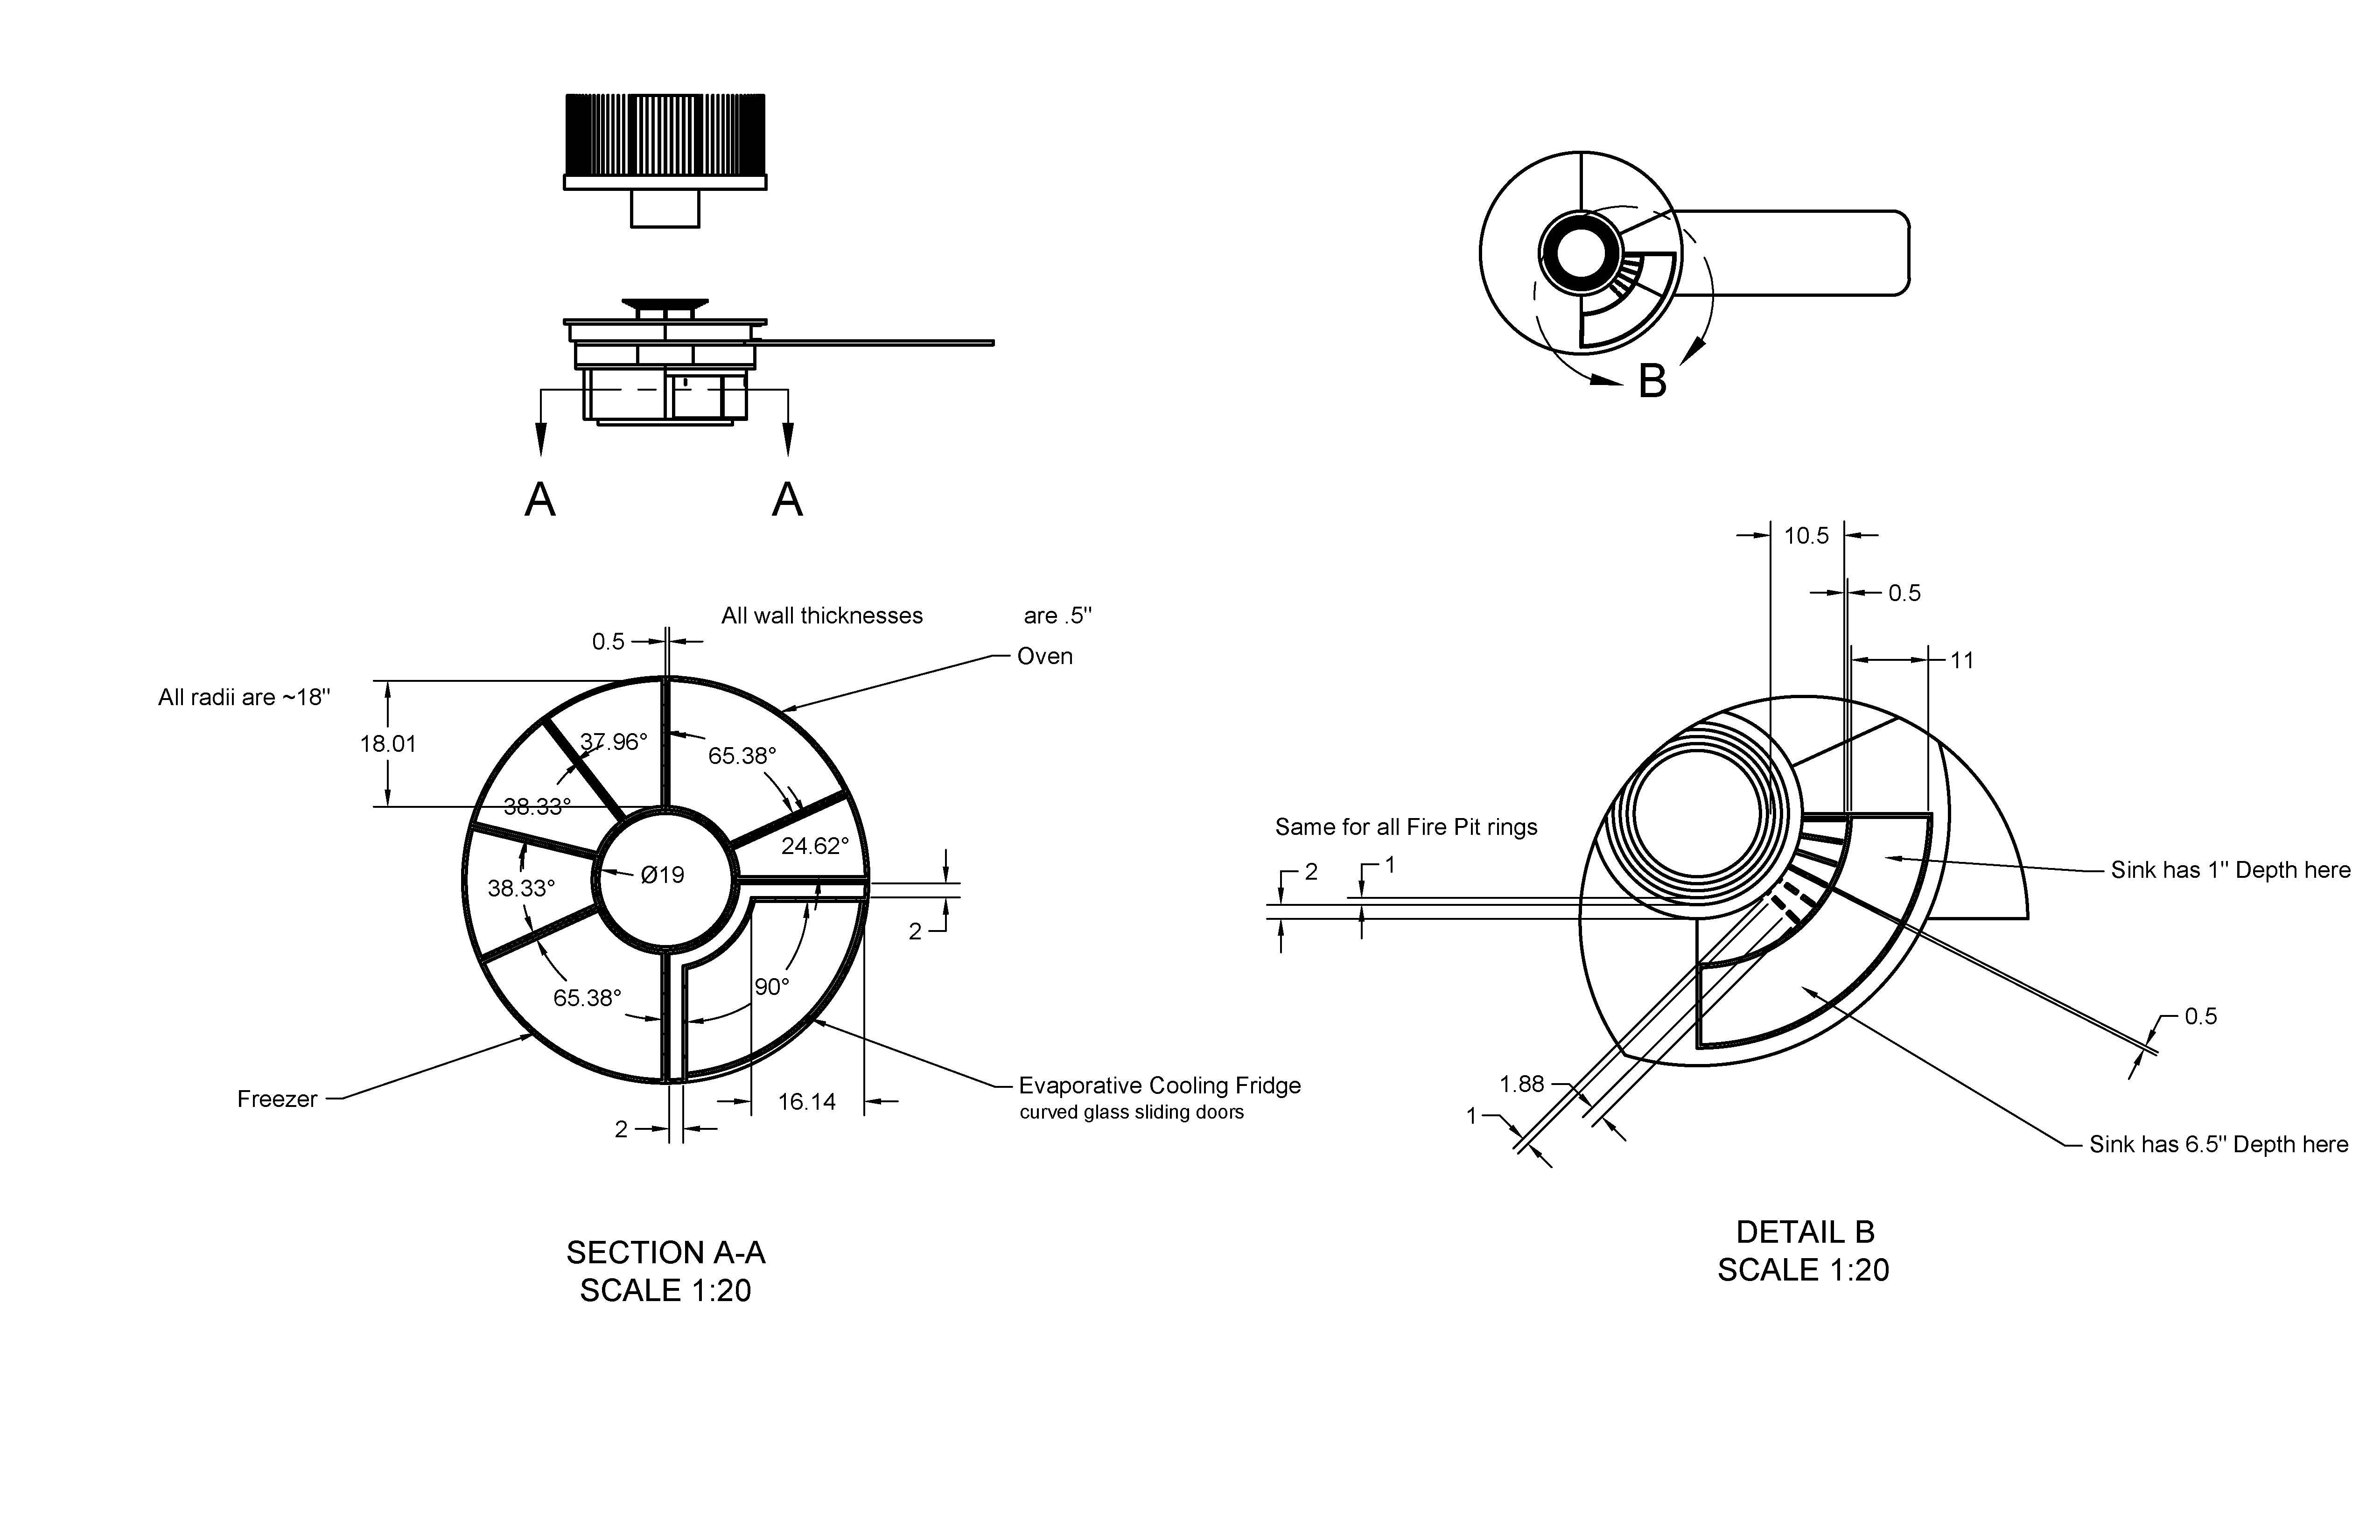 A
A
B
All wall thicknesses are .5"
0.5
Oven
All radii are ~18"
18.01
37.96°
65.38°
38.33°
24.62°
Ø19
38.33°
2
65.38°
90°
Freezer
Evaporative Cooling Fridge
curved glass sliding doors
16.14
2
SECTION A-A
SCALE 1:20
10.5
0.5
11
Same for all Fire Pit rings
2
1
Sink has 1" Depth here
0.5
1.88
1
Sink has 6.5" Depth here
DETAIL B
SCALE 1:20